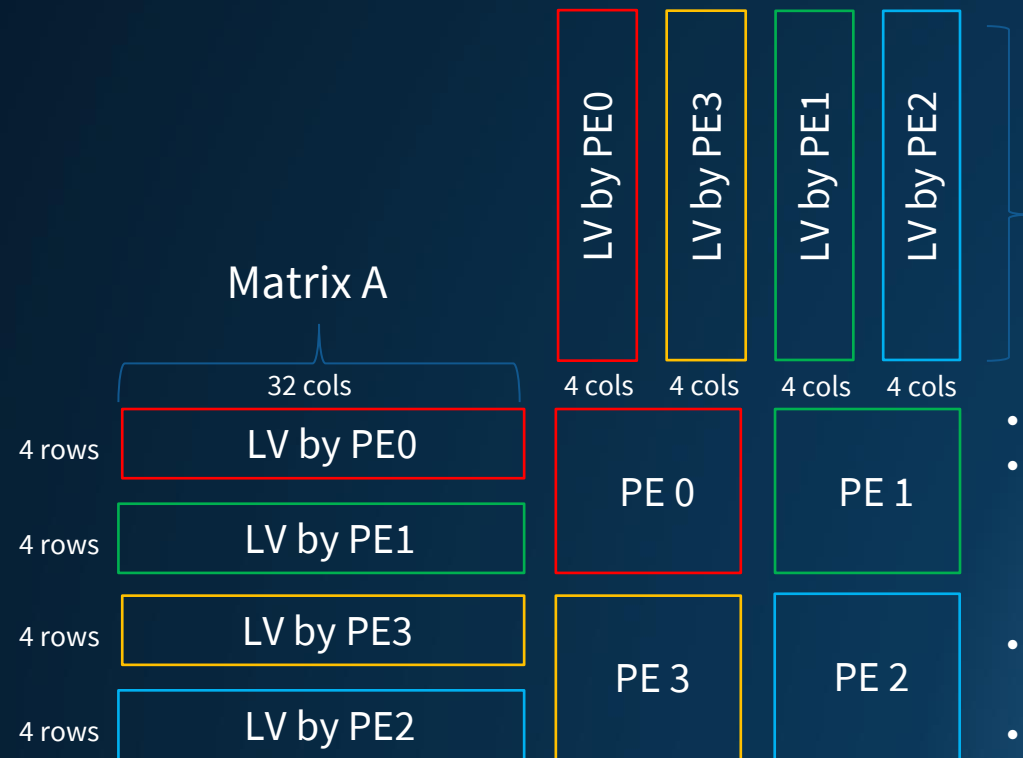 LV by PE0
LV by PE3
LV by PE1
LV by PE2
Matrix A
32 cols
4 cols 4 cols 4 cols 4 cols
4 rows LV by PE0
4 rows LV by PE1
4 rows LV by PE3
4 rows LV by PE2
PE 0 PE 1
PE 3 PE 2